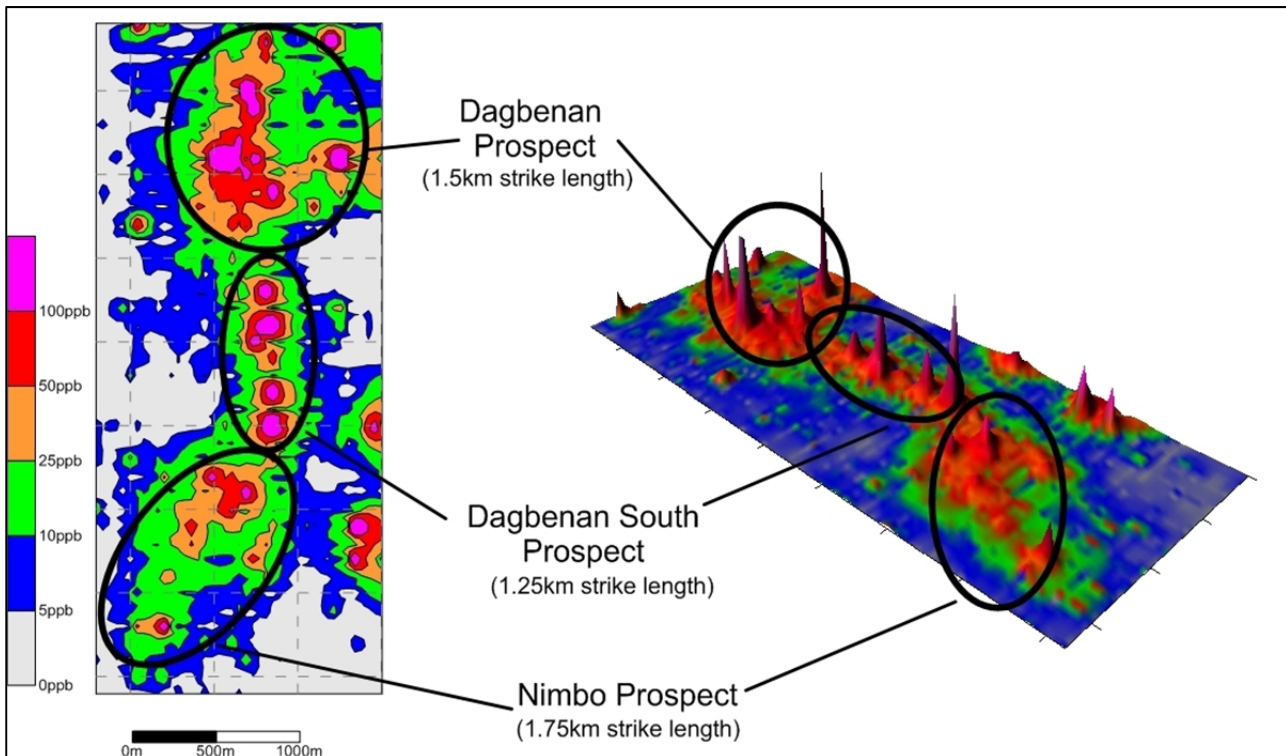 Dagbenan
Prospect
(1.5km strike length)
100ppb
50ppb
25ppb
10ppb
5ppb
0ppb
Dagbenan South
Prospect
(1.25km strike length)
Nimbo Prospect
(1.75km strike length)
0m 500m 1000m